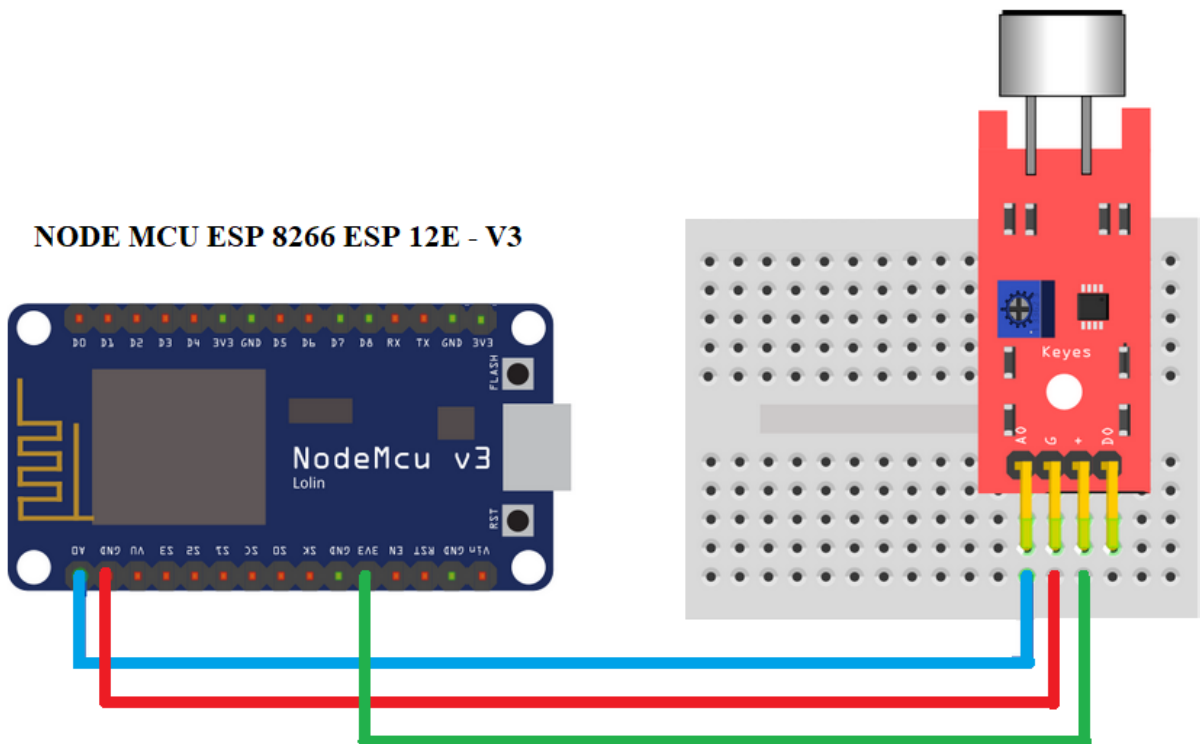 NODE MCU ESP 8266 ESP 12E - V3
D0 D1 D2 D3 D4 3V3 GND D5 D6 D7 D8 RX TX GND 3V3
FLASH
NodeMcu v3
Lolin
RST
A0 GND VU S3 S2 S1 SC SO SK GND 3V3 EN RST GND Vin
Keyes
A0 G + D0